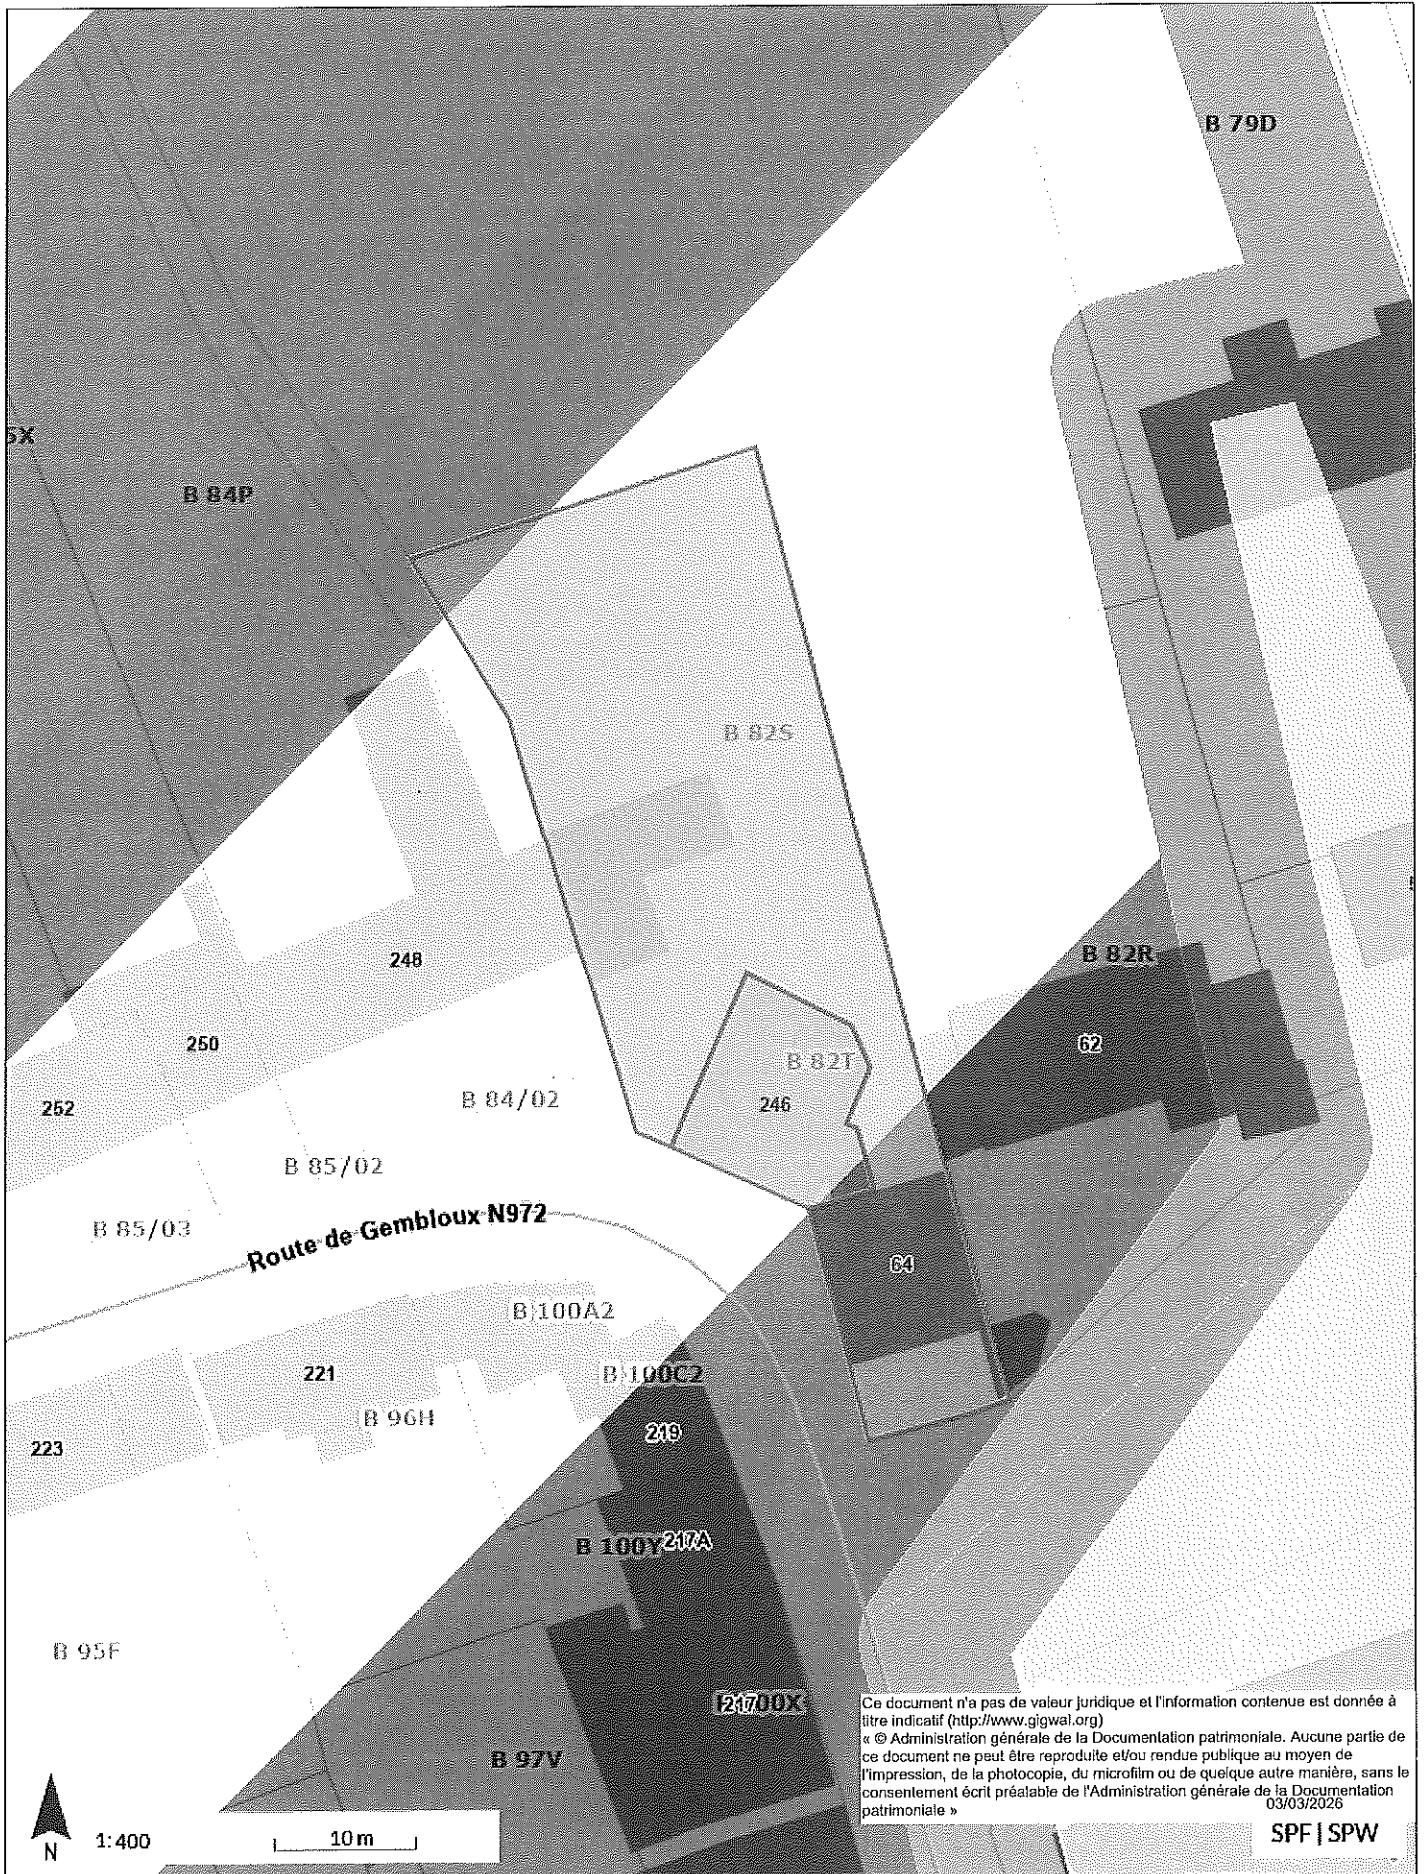 B 79D
5X
B 84P
B 82S
B 82R
248
62
250
B 82T
252
B 84/02
246
B 85/02
B 85/03
Route de Gembloux N972
64
B 100A2
221
B 100C2
B 96H
219
223
B 100Y
217A
B 95F
B 97V
Ce document n'a pas de valeur juridique et l'information contenue est donnée à
titre indicatif (http://www.gigwal.org)
« © Administration générale de la Documentation patrimoniale. Aucune partie de
ce document ne peut être reproduite et/ou rendue publique au moyen de
l'impression, de la photocopie, du microfilm ou de quelque autre manière, sans le
consentement écrit préalable de l'Administration générale de la Documentation
patrimoniale »
03/03/2026
SPF | SPW
N
1:400
10 m